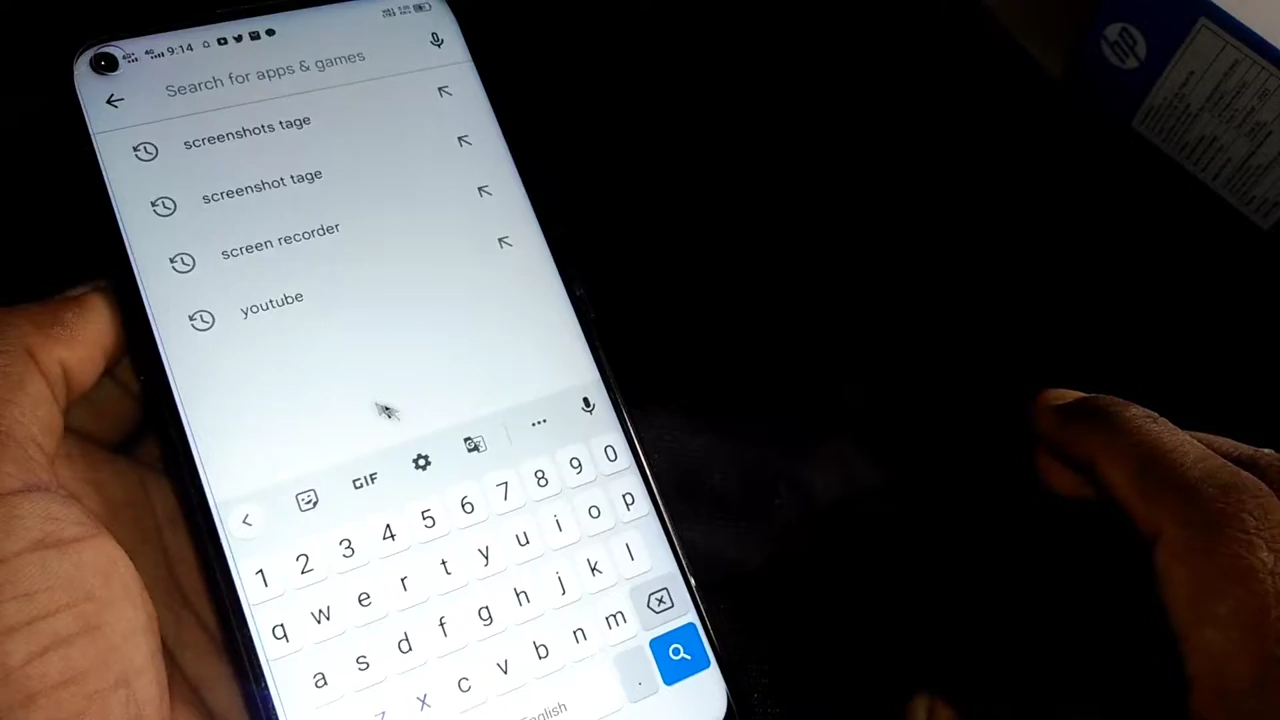 9:14
Search for apps & games
screenshots tage
screenshot tage
screen recorder
youtube
GIF
1 2 3 4 5 6 7 8 9 0
q w e r t y u i o p
a s d f g h j k l
z x c v b n m
English .
hp